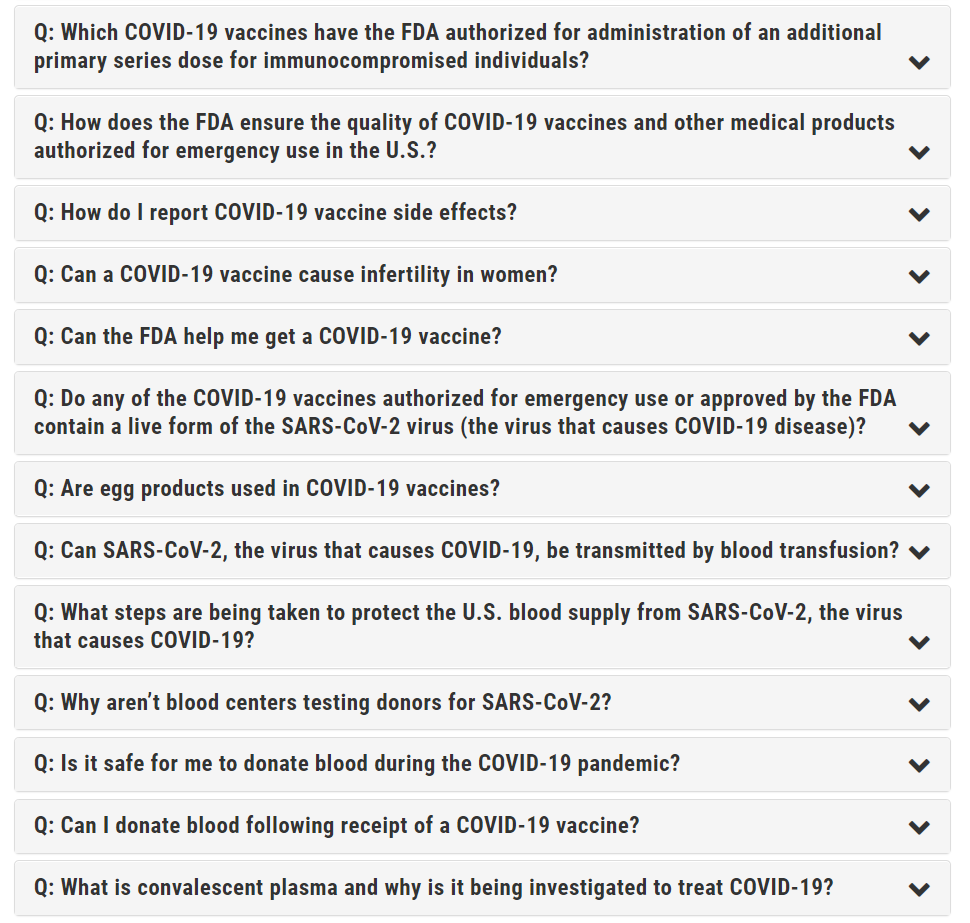 Q: Which COVID-19 vaccines have the FDA authorized for administration of an additional
primary series dose for immunocompromised individuals?
Q: How does the FDA ensure the quality of COVID-19 vaccines and other medical products
authorized for emergency use in the U.S.?
Q: How do I report COVID-19 vaccine side effects?
Q: Can a COVID-19 vaccine cause infertility in women?
Q: Can the FDA help me get a COVID-19 vaccine?
Q: Do any of the COVID-19 vaccines authorized for emergency use or approved by the FDA
contain a live form of the SARS-CoV-2 virus (the virus that causes COVID-19 disease)?
Q: Are egg products used in COVID-19 vaccines?
Q: Can SARS-CoV-2, the virus that causes COVID-19, be transmitted by blood transfusion?
Q: What steps are being taken to protect the U.S. blood supply from SARS-CoV-2, the virus
that causes COVID-19?
Q: Why aren’t blood centers testing donors for SARS-CoV-2?
Q: Is it safe for me to donate blood during the COVID-19 pandemic?
Q: Can I donate blood following receipt of a COVID-19 vaccine?
Q: What is convalescent plasma and why is it being investigated to treat COVID-19?